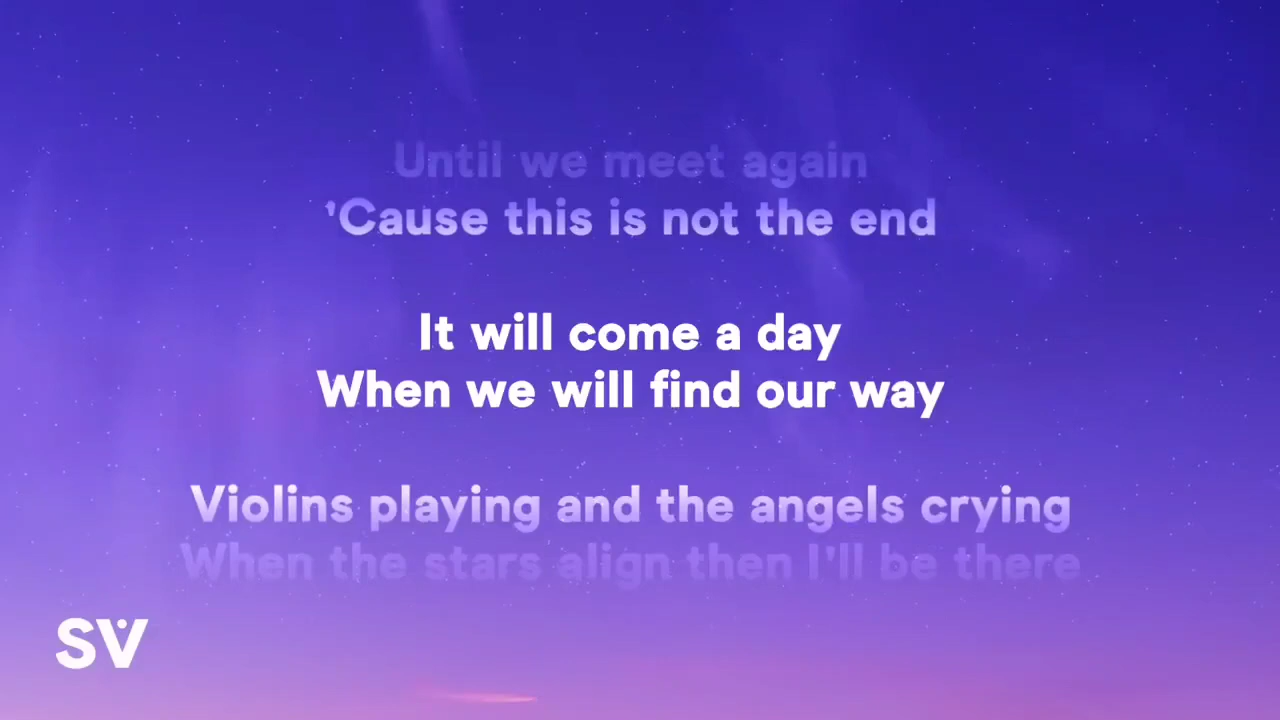 Until we meet again
'Cause this is not the end
It will come a day
When we will find our way
Violins playing and the angels crying
When the stars align then I'll be there
SV